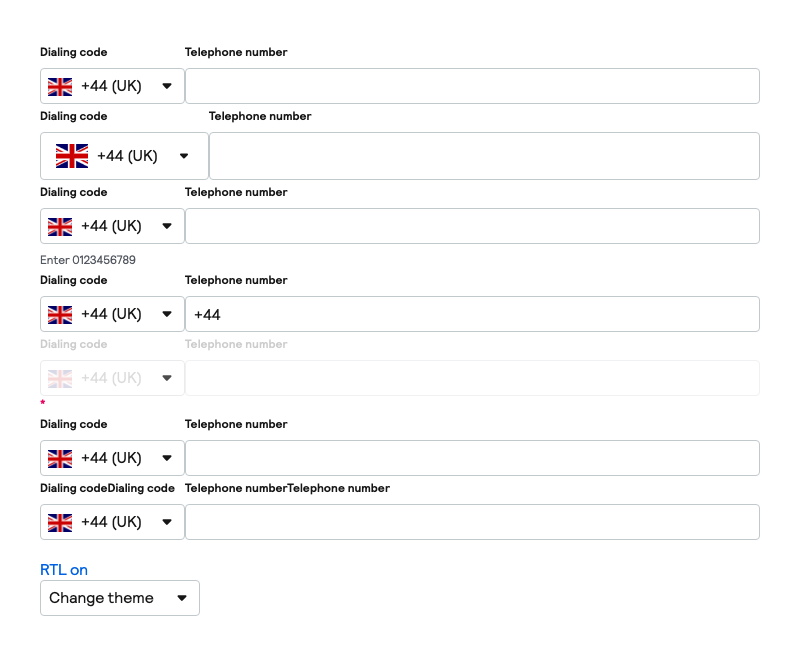 Dialing code Telephone number
+44 (UK)
Dialing code Telephone number
+44 (UK)
Dialing code Telephone number
+44 (UK)
Enter 0123456789
Dialing code Telephone number
+44 (UK) +44
Dialing code Telephone number
+44 (UK)
*
Dialing code Telephone number
+44 (UK)
Dialing codeDialing code Telephone numberTelephone number
+44 (UK)
RTL on
Change theme